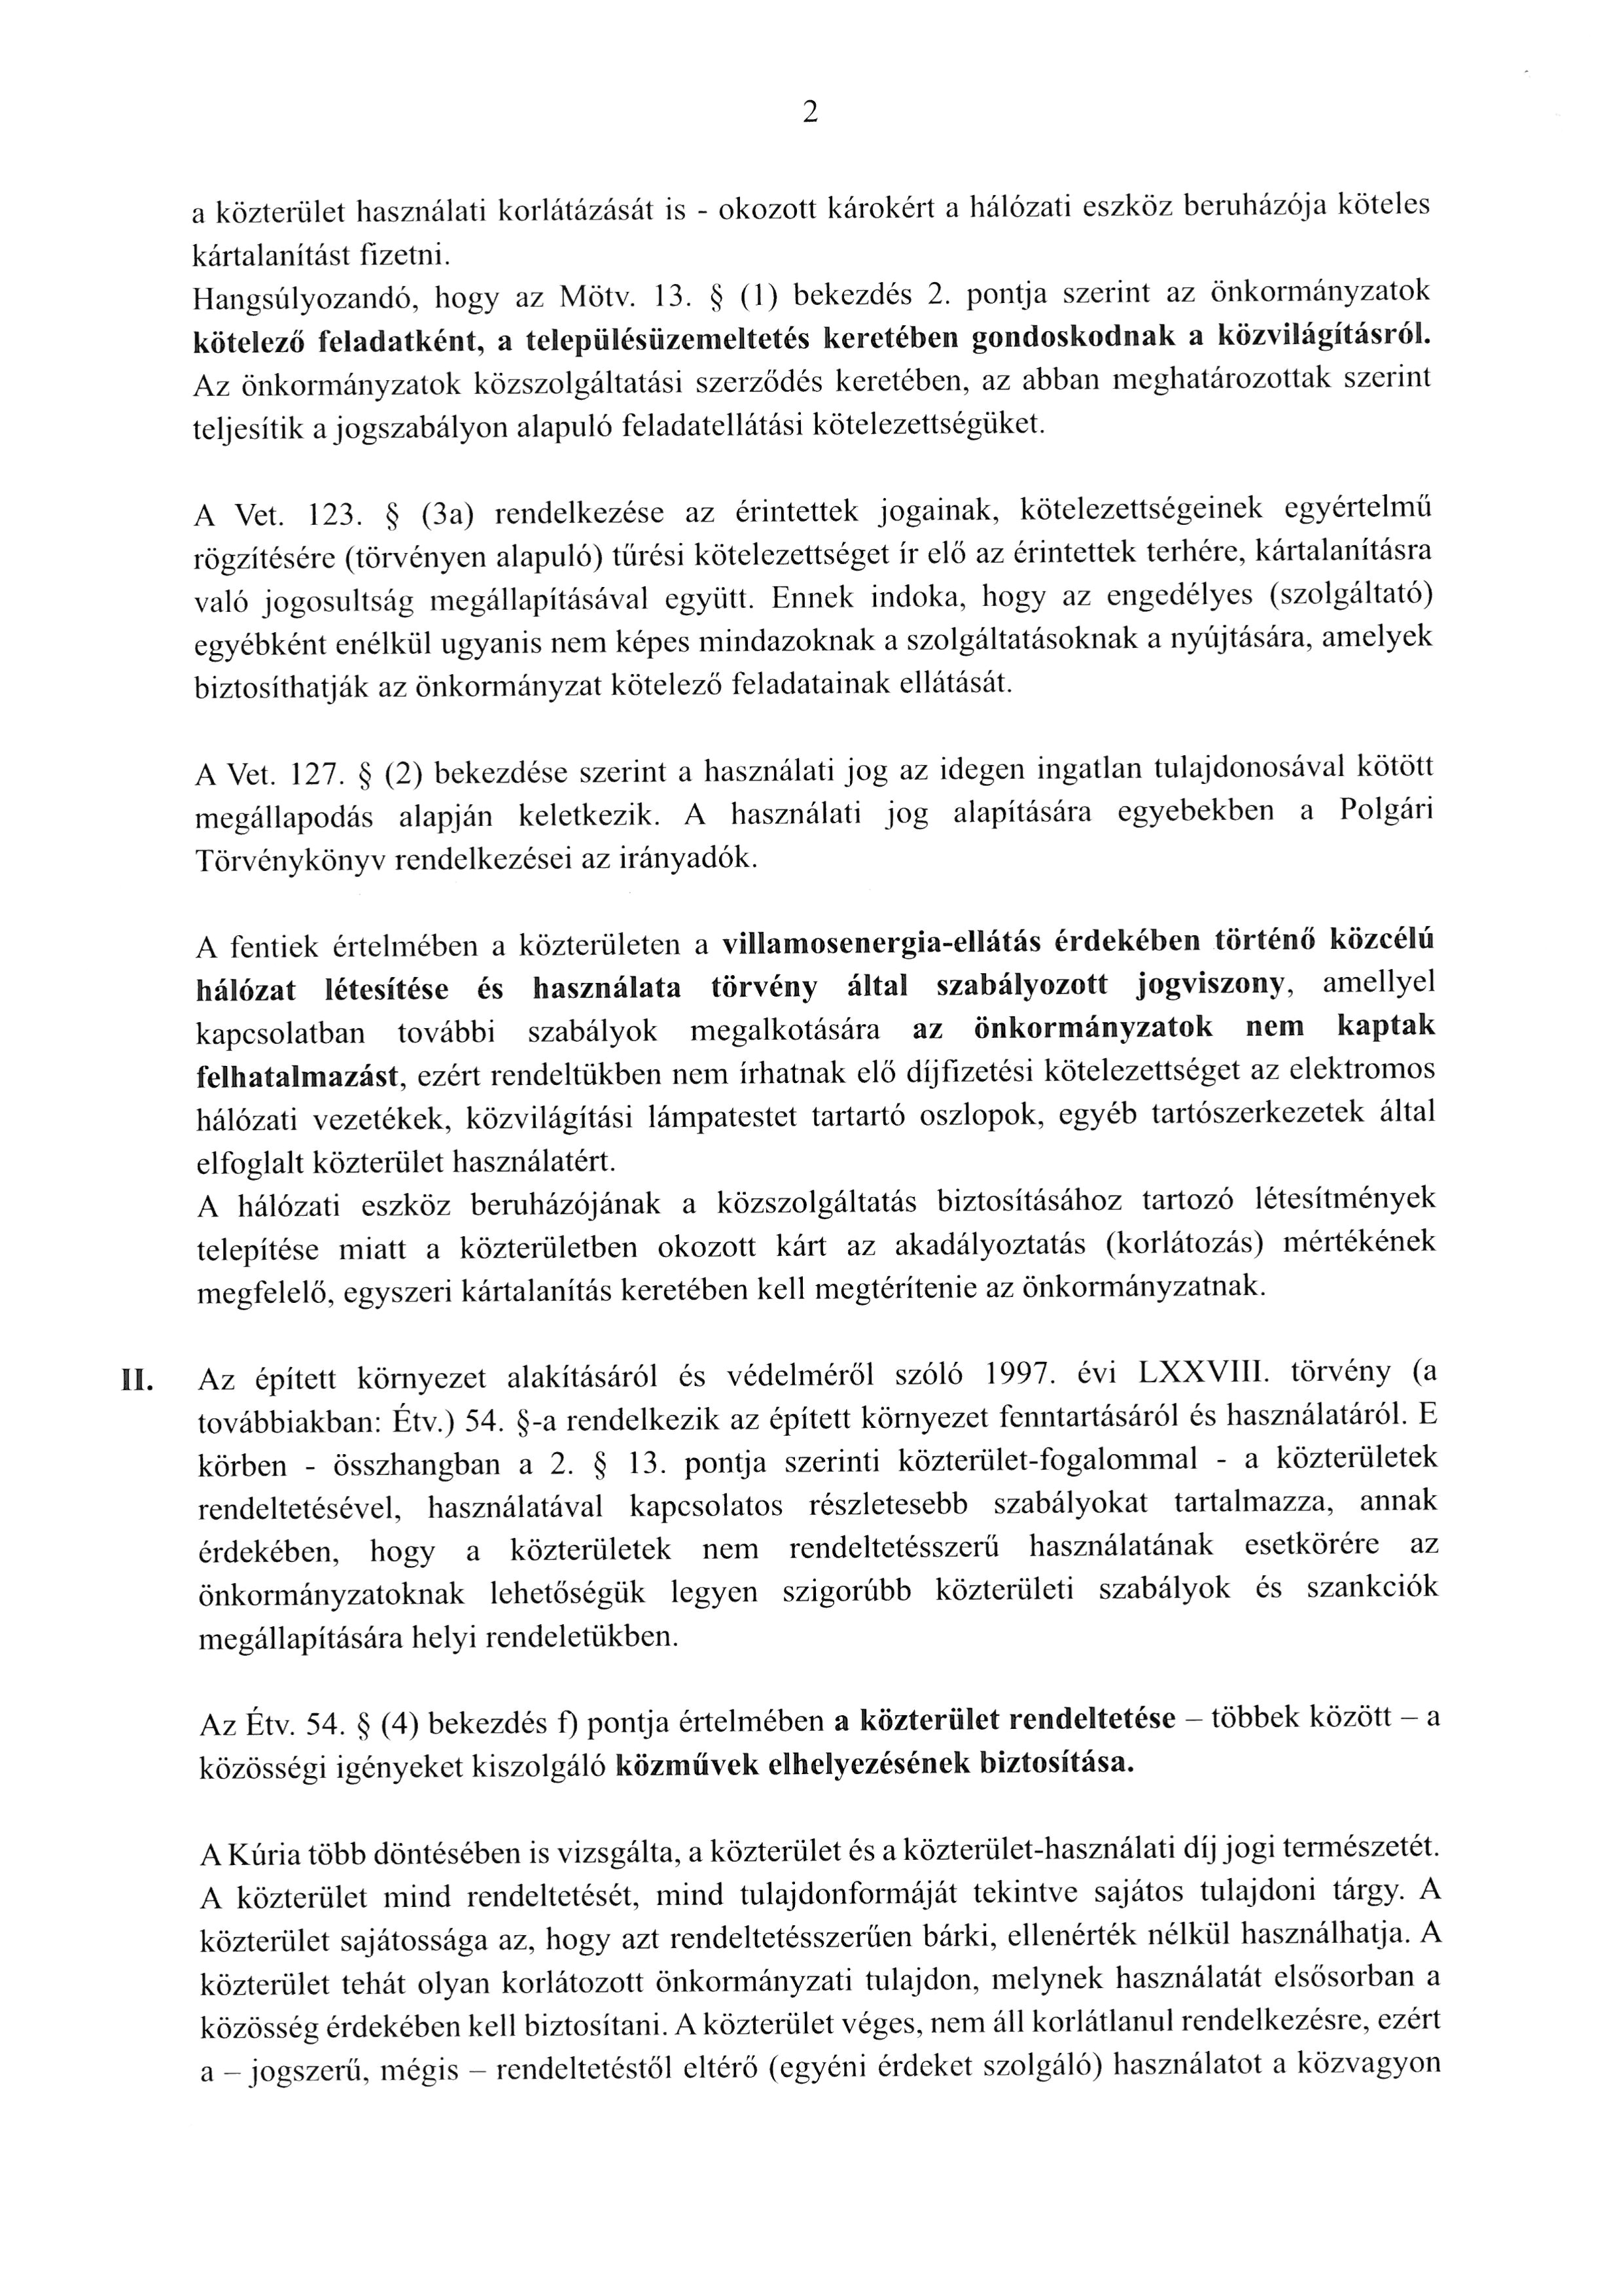 2
a közterület használati korlátázását is - okozott károkért a hálózati eszköz beruházója köteles
kártalanítást fizetni.
Hangsúlyozandó, hogy az Mötv. 13. § (1) bekezdés 2. pontja szerint az önkormányzatok
kötelező feladatként, a településüzemeltetés keretében gondoskodnak a közvilágításról.
Az önkormányzatok közszolgáltatási szerződés keretében, az abban meghatározottak szerint
teljesítik a jogszabályon alapuló feladatellátási kötelezettségüket.
A Vet. 123. § (3a) rendelkezése az érintettek jogainak, kötelezettségeinek egyértelmű
rögzítésére (törvényen alapuló) tűrési kötelezettséget ír elő az érintettek terhére, kártalanításra
való jogosultság megállapításával együtt. Ennek indoka, hogy az engedélyes (szolgáltató)
egyébként enélkül ugyanis nem képes mindazoknak a szolgáltatásoknak a nyújtására, amelyek
biztosíthatják az önkormányzat kötelező feladatainak ellátását.
A Vet. 127. § (2) bekezdése szerint a használati jog az idegen ingatlan tulajdonosával kötött
megállapodás alapján keletkezik. A használati jog alapítására egyebekben a Polgári
Törvénykönyv rendelkezései az irányadók.
A fentiek értelmében a közterületen a villamosenergia-ellátás érdekében történő közcélú
hálózat létesítése és használata törvény által szabályozott jogviszony, amellyel
kapcsolatban további szabályok megalkotására az önkormányzatok nem kaptak
felhatalmazást, ezért rendeltükben nem írhatnak elő díjfizetési kötelezettséget az elektromos
hálózati vezetékek, közvilágítási lámpatestet tartartó oszlopok, egyéb tartószerkezetek által
elfoglalt közterület használatért.
A hálózati eszköz beruházójának a közszolgáltatás biztosításához tartozó létesítmények
telepítése miatt a közterületben okozott kárt az akadályoztatás (korlátozás) mértékének
megfelelő, egyszeri kártalanítás keretében kell megtérítenie az önkormányzatnak.
II. Az épített környezet alakításáról és védelméről szóló 1997. évi LXXVIII. törvény (a
továbbiakban: Étv.) 54. §-a rendelkezik az épített környezet fenntartásáról és használatáról. E
körben - összhangban a 2. § 13. pontja szerinti közterület-fogalommal - a közterületek
rendeltetésével, használatával kapcsolatos részletesebb szabályokat tartalmazza, annak
érdekében, hogy a közterületek nem rendeltetésszerű használatának esetkörére az
önkormányzatoknak lehetőségük legyen szigorúbb közterületi szabályok és szankciók
megállapítására helyi rendeletükben.
Az Étv. 54. § (4) bekezdés f) pontja értelmében a közterület rendeltetése – többek között – a
közösségi igényeket kiszolgáló közművek elhelyezésének biztosítása.
A Kúria több döntésében is vizsgálta, a közterület és a közterület-használati díj jogi természetét.
A közterület mind rendeltetését, mind tulajdonformáját tekintve sajátos tulajdoni tárgy. A
közterület sajátossága az, hogy azt rendeltetésszerűen bárki, ellenérték nélkül használhatja. A
közterület tehát olyan korlátozott önkormányzati tulajdon, melynek használatát elsősorban a
közösség érdekében kell biztosítani. A közterület véges, nem áll korlátlanul rendelkezésre, ezért
a – jogszerű, mégis – rendeltetéstől eltérő (egyéni érdeket szolgáló) használatot a közvagyon